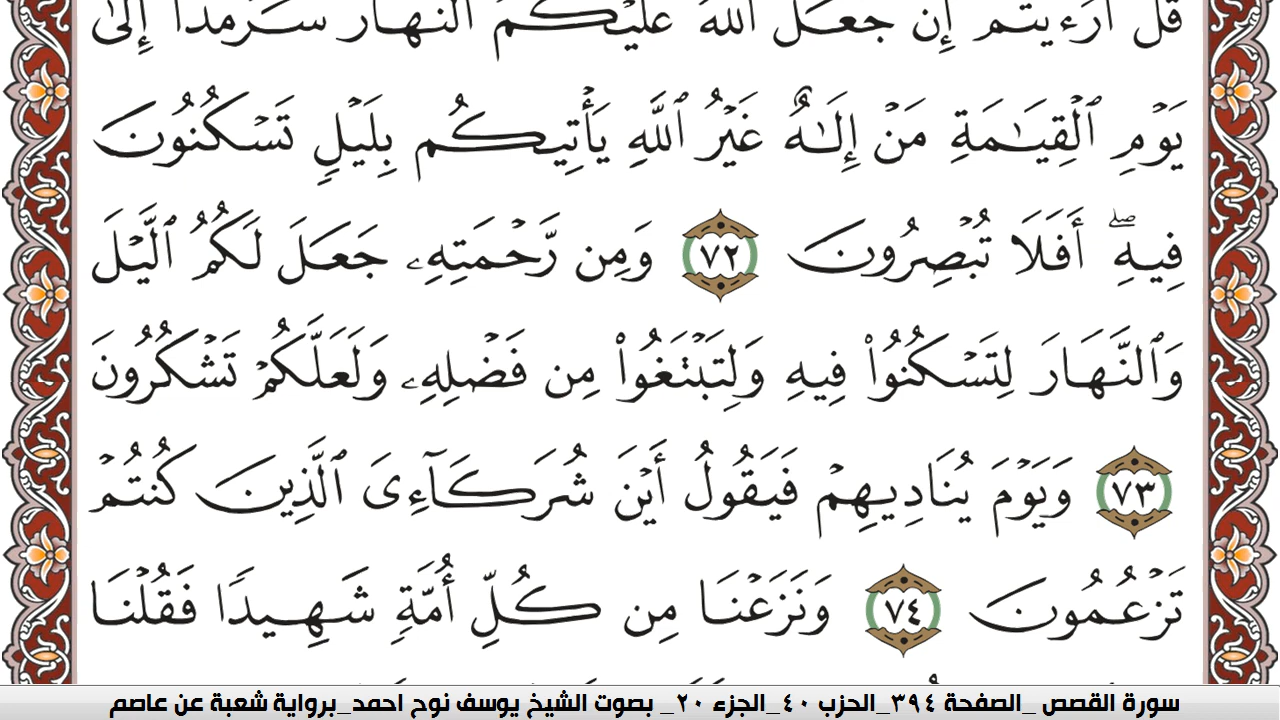 قُلْ أَرَءَيْتُمْ إِن جَعَلَ ٱللَّهُ عَلَيْكُمُ ٱلنَّهَارَ سَرْمَدًا إِلَىٰ
يَوْمِ ٱلْقِيَـٰمَةِ مَنْ إِلَـٰهٌ غَيْرُ ٱللَّهِ يَأْتِيكُم بِلَيْلٍ تَسْكُنُونَ
فِيهِ ۖ أَفَلَا تُبْصِرُونَ ٧٢ وَمِن رَّحْمَتِهِۦ جَعَلَ لَكُمُ ٱلَّيْلَ
وَٱلنَّهَارَ لِتَسْكُنُوا۟ فِيهِ وَلِتَبْتَغُوا۟ مِن فَضْلِهِۦ وَلَعَلَّكُمْ تَشْكُرُونَ
٧٣ وَيَوْمَ يُنَادِيهِمْ فَيَقُولُ أَيْنَ شُرَكَآءِىَ ٱلَّذِينَ كُنتُمْ
تَزْعُمُونَ ٧٤ وَنَزَعْنَا مِن كُلِّ أُمَّةٍ شَهِيدًا فَقُلْنَا
سورة القصص _الصفحة ٣٩٤_الحزب ٤٠_الجزء ٢٠_ بصوت الشيخ يوسف نوح احمد_برواية شعبة عن عاصم